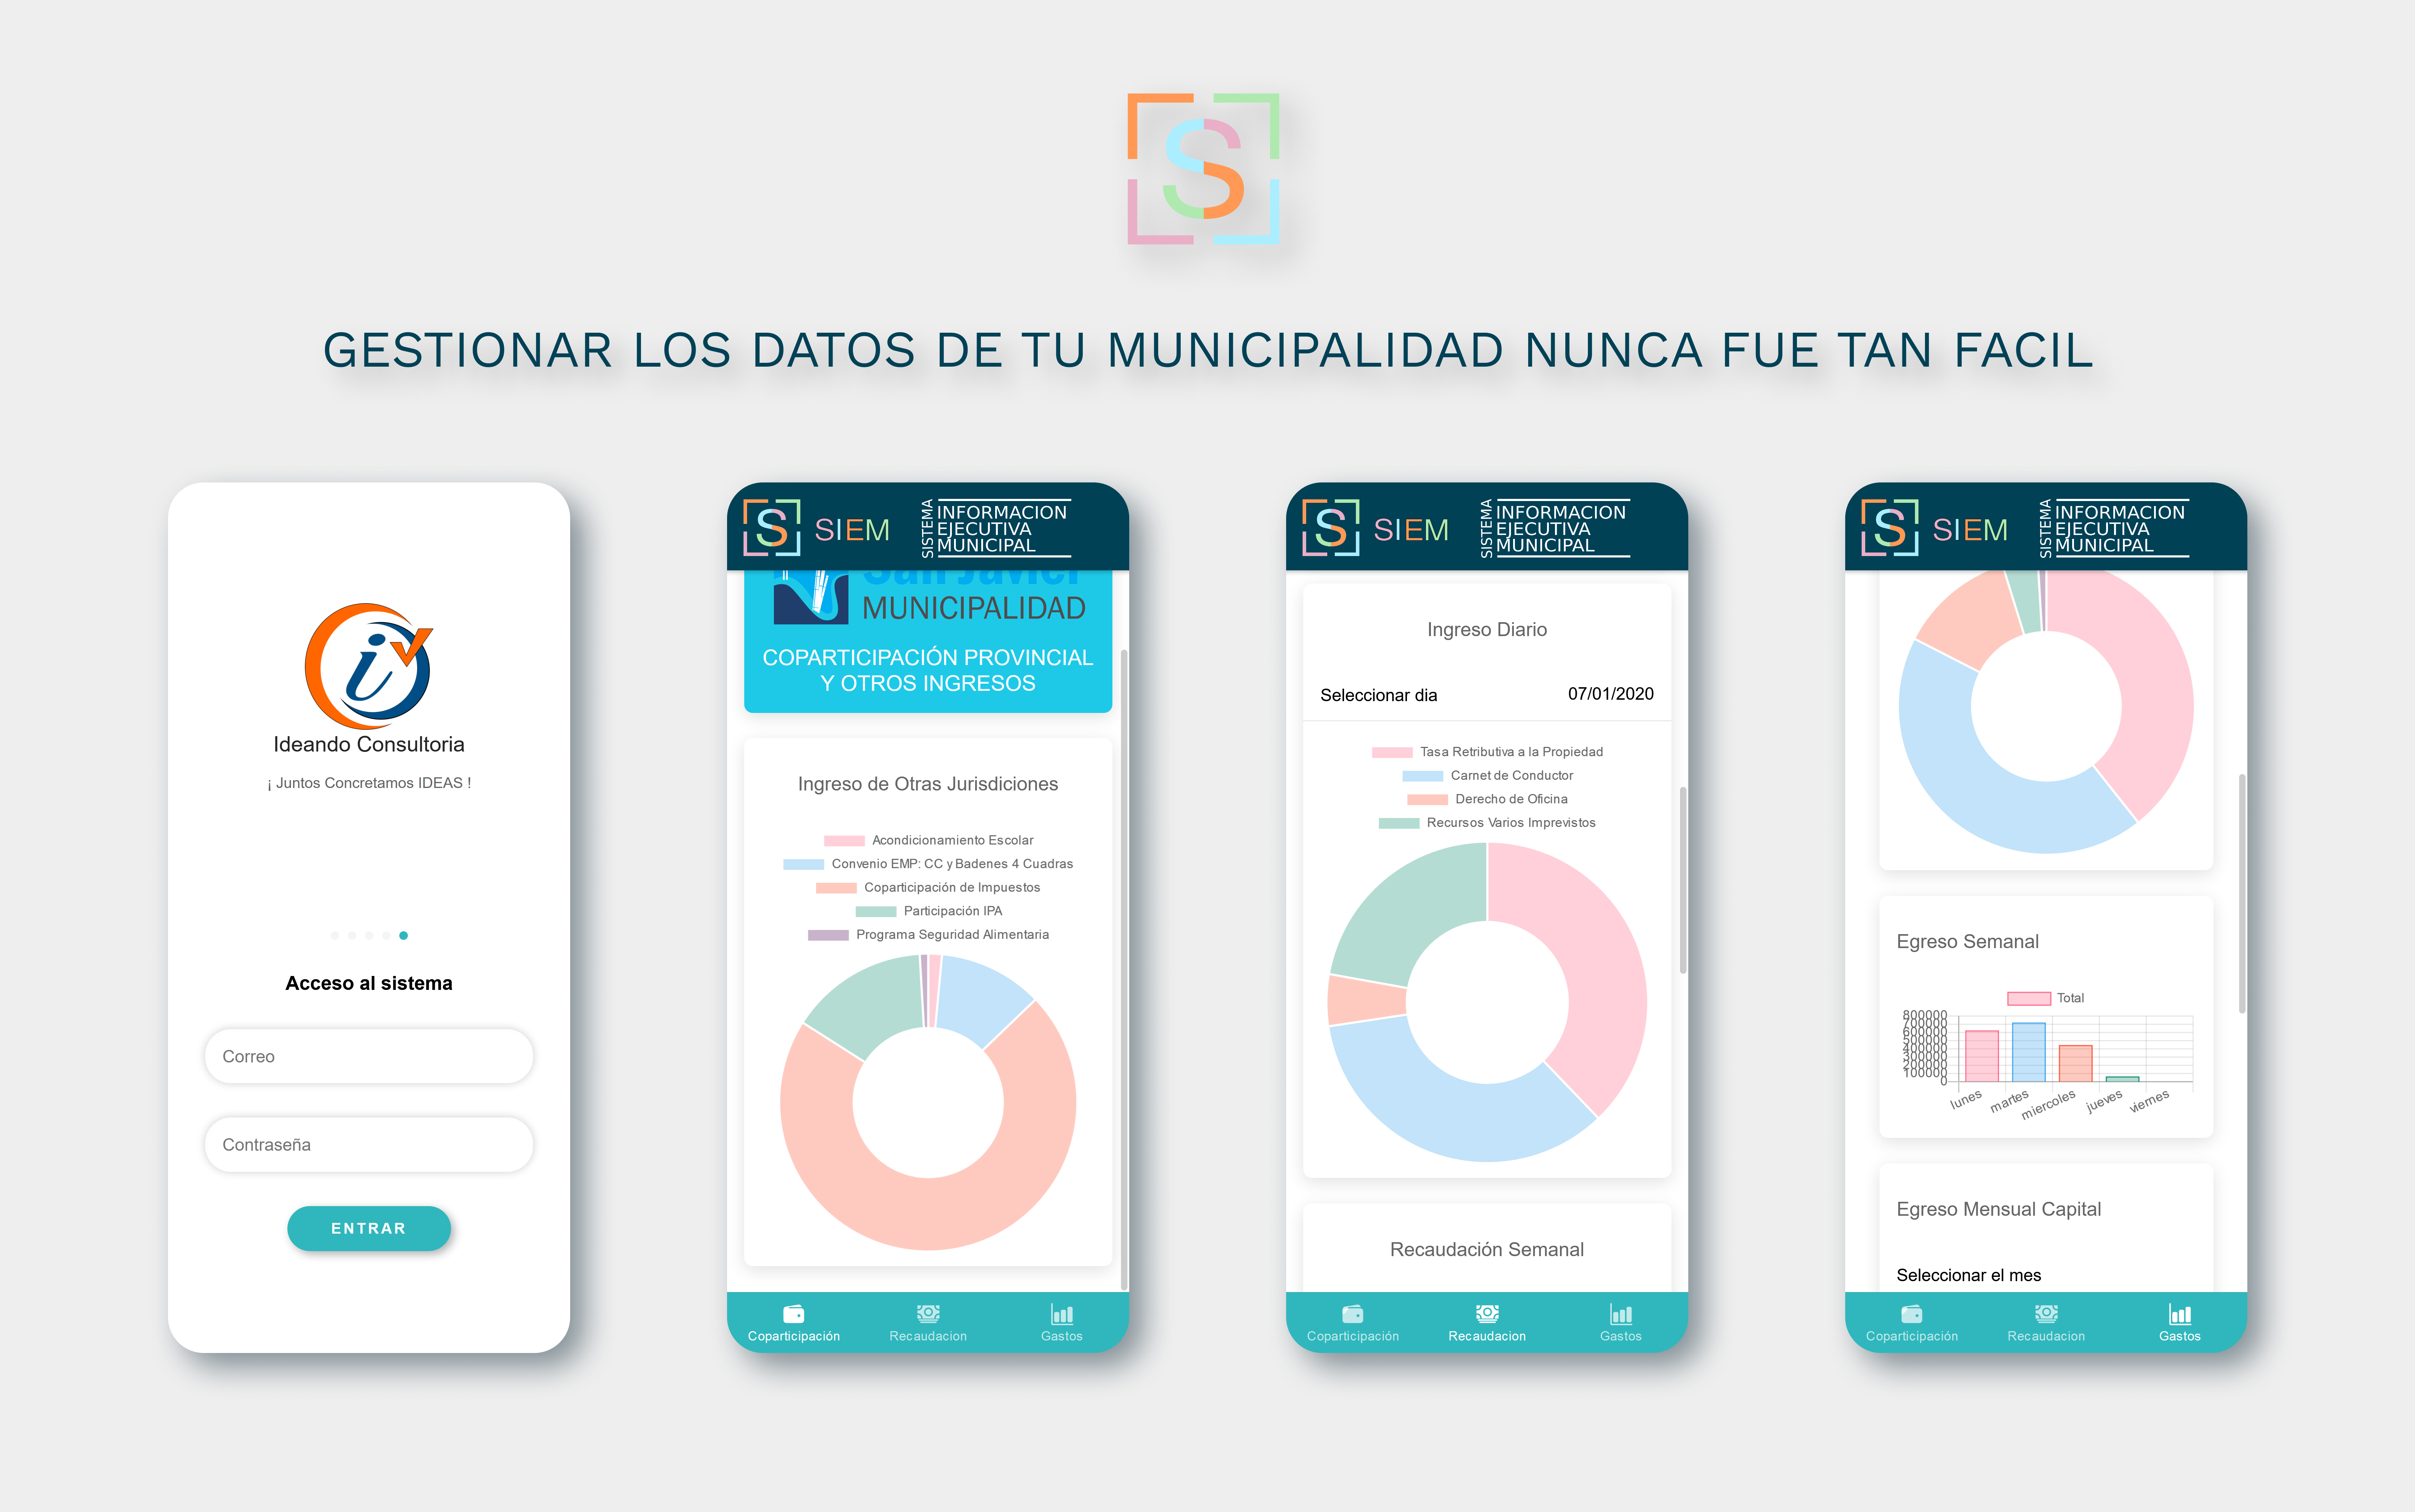 S
GESTIONAR LOS DATOS DE TU MUNICIPALIDAD NUNCA FUE TAN FACIL
i
Ideando Consultoria
¡ Juntos Concretamos IDEAS !
Acceso al sistema
Correo
Contraseña
ENTRAR
S SIEM
SISTEMA
INFORMACION
EJECUTIVA
MUNICIPAL
San Javier
MUNICIPALIDAD
COPARTICIPACIÓN PROVINCIAL
Y OTROS INGRESOS
Ingreso de Otras Jurisdiciones
Acondicionamiento Escolar
Convenio EMP: CC y Badenes 4 Cuadras
Coparticipación de Impuestos
Participación IPA
Programa Seguridad Alimentaria
Coparticipación Recaudacion Gastos
S SIEM
SISTEMA
INFORMACION
EJECUTIVA
MUNICIPAL
Ingreso Diario
Seleccionar dia 07/01/2020
Tasa Retributiva a la Propiedad
Carnet de Conductor
Derecho de Oficina
Recursos Varios Imprevistos
Recaudación Semanal
Coparticipación Recaudacion Gastos
S SIEM
SISTEMA
INFORMACION
EJECUTIVA
MUNICIPAL
Egreso Semanal
Total
800000
700000
600000
500000
400000
300000
200000
100000
0
lunes martes miercoles jueves viernes
Egreso Mensual Capital
Seleccionar el mes
Coparticipación Recaudacion Gastos